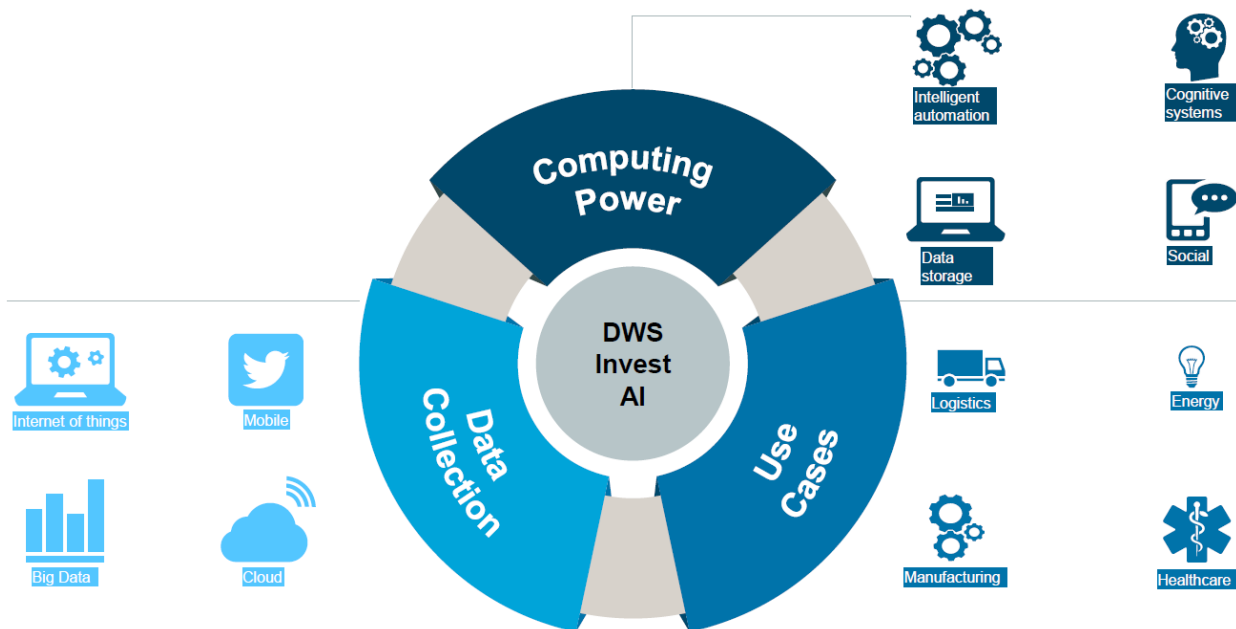 Computing
Power
Intelligent
automation
Cognitive
systems
Data
storage
Social
DWS
Invest
AI
Data
Collection
Use
Cases
Internet of things
Mobile
Big Data
Cloud
Logistics
Energy
Manufacturing
Healthcare